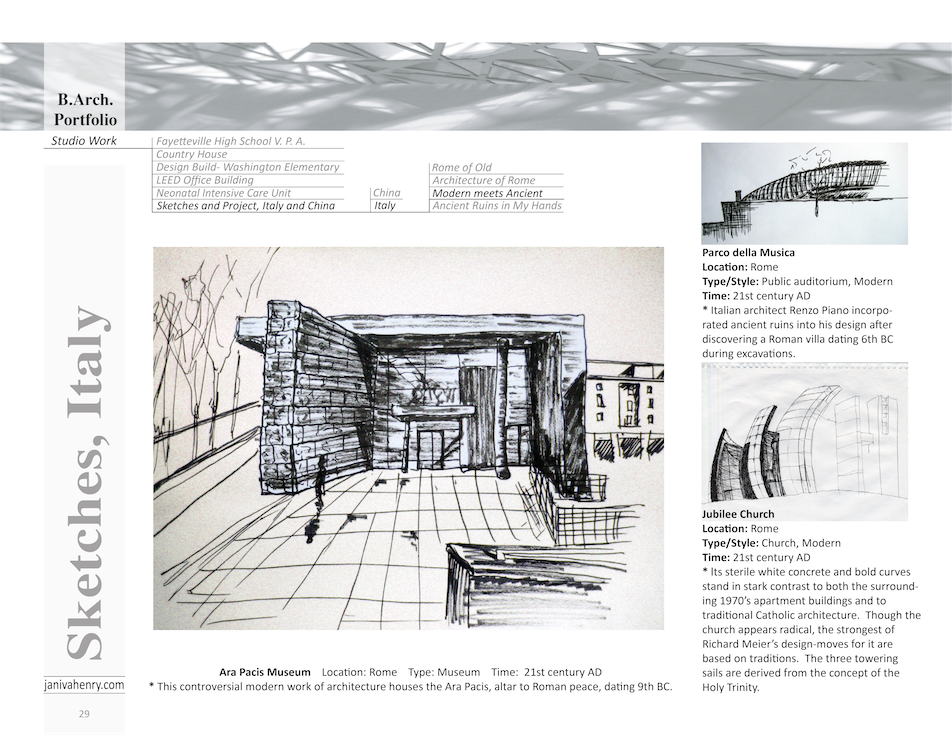 B.Arch.
Portfolio
Studio Work
Fayetteville High School V. P. A.
Country House
Design Build- Washington Elementary
LEED Office Building
Neonatal Intensive Care Unit
Sketches and Project, Italy and China
China
Italy
Rome of Old
Architecture of Rome
Modern meets Ancient
Ancient Ruins in My Hands
Sketches, Italy
Parco della Musica
Location: Rome
Type/Style: Public auditorium, Modern
Time: 21st century AD
* Italian architect Renzo Piano incorpo-
rated ancient ruins into his design after
discovering a Roman villa dating 6th BC
during excavations.
Jubilee Church
Location: Rome
Type/Style: Church, Modern
Time: 21st century AD
* Its sterile white concrete and bold curves
stand in stark contrast to both the surround-
ing 1970's apartment buildings and to
traditional Catholic architecture. Though the
church appears radical, the strongest of
Richard Meier's design-moves for it are
based on traditions. The three towering
sails are derived from the concept of the
Holy Trinity.
Ara Pacis Museum Location: Rome Type: Museum Time: 21st century AD
* This controversial modern work of architecture houses the Ara Pacis, altar to Roman peace, dating 9th BC.
janivahenry.com
29